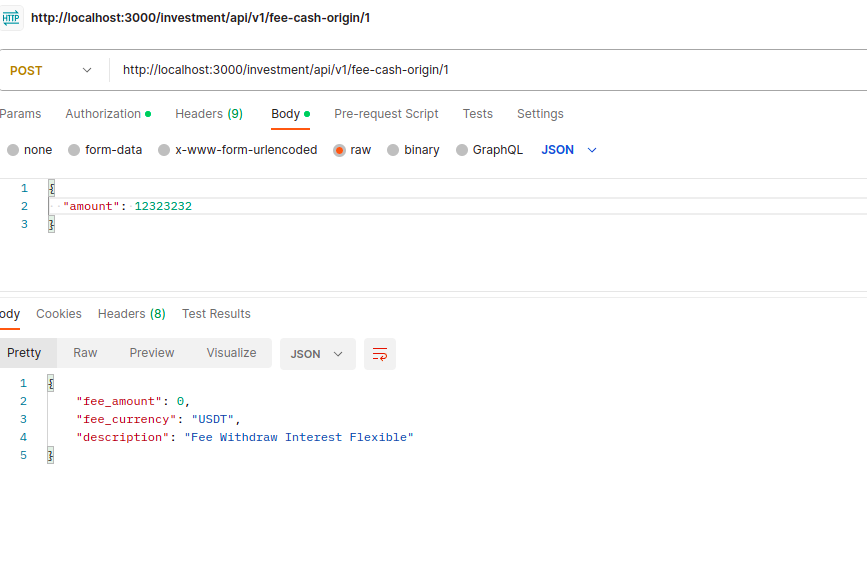 HTTP http://localhost:3000/investment/api/v1/fee-cash-origin/1
POST http://localhost:3000/investment/api/v1/fee-cash-origin/1
Params Authorization Headers (9) Body Pre-request Script Tests Settings
none form-data x-www-form-urlencoded raw binary GraphQL JSON
1 {
2 "amount": 12323232
3 }
ody Cookies Headers (8) Test Results
Pretty Raw Preview Visualize JSON
1 {
2 "fee_amount": 0,
3 "fee_currency": "USDT",
4 "description": "Fee Withdraw Interest Flexible"
5 }